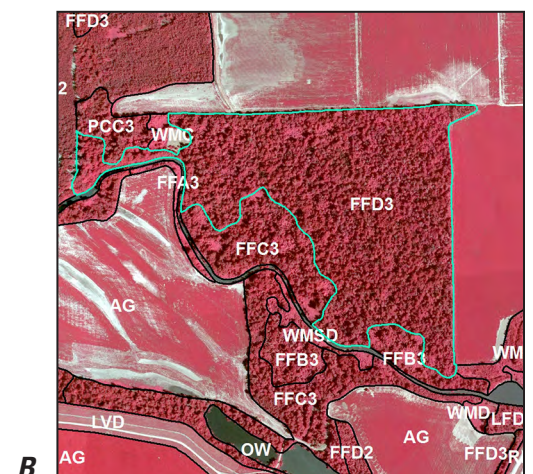 FFD3
2
PCC3
WMC
FFA3
FFD3
FFC3
AG
WMSD
FFB3
FFB3
WM
FFC3
WMD
LFD
LVD
AG
OW
FFD2
FFD3
AG
B